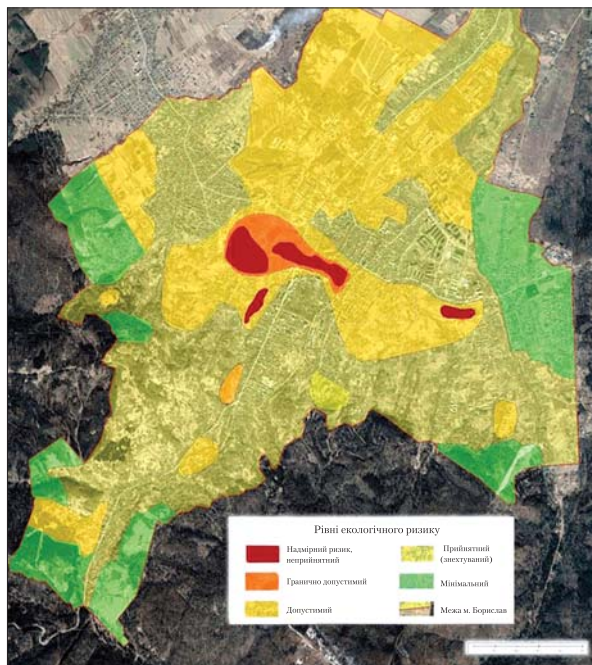 Рівні екологічного ризику
Надмірний ризик,
неприйнятний
Гранично допустимий
Допустимий
Прийнятний
(знехтуваний)
Мінімальний
Межа м. Борислав